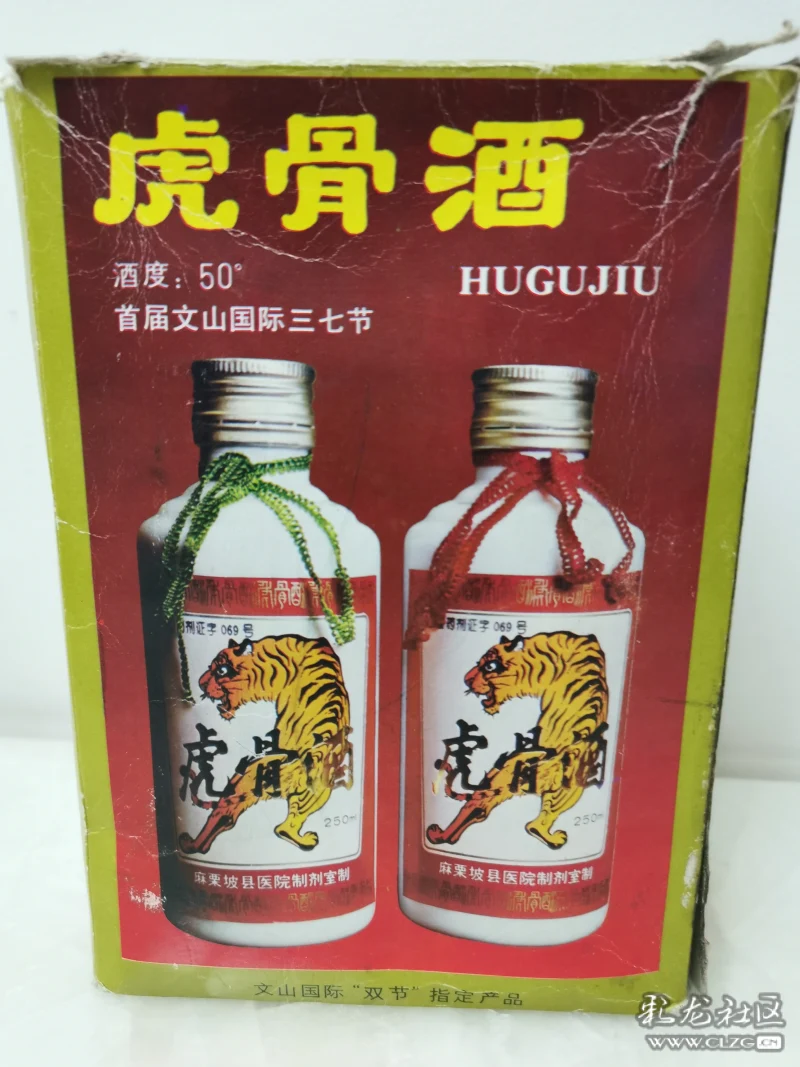 虎骨酒
酒度：50°
HUGUJIU
首届文山国际三七节
剂证字 069 号
虎骨酒
250ml
麻栗坡县医院制剂室制
药剂证字 069 号
虎骨酒
250ml
麻栗坡县医院制剂室制
文山国际“双节”指定产品
彩龙社区
WWW.CLZG.CN